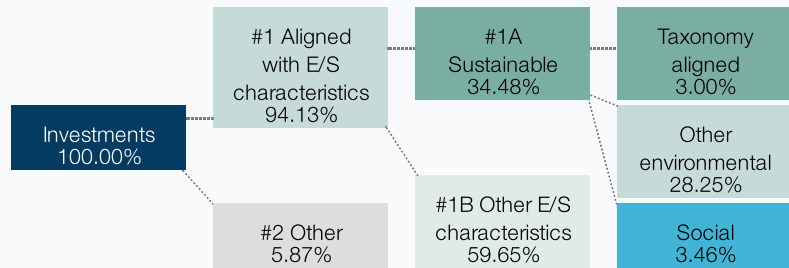 Investments
100.00%
#1 Aligned
with E/S
characteristics
94.13%
#2 Other
5.87%
#1A
Sustainable
34.48%
#1B Other E/S
characteristics
59.65%
Taxonomy
aligned
3.00%
Other
environmental
28.25%
Social
3.46%